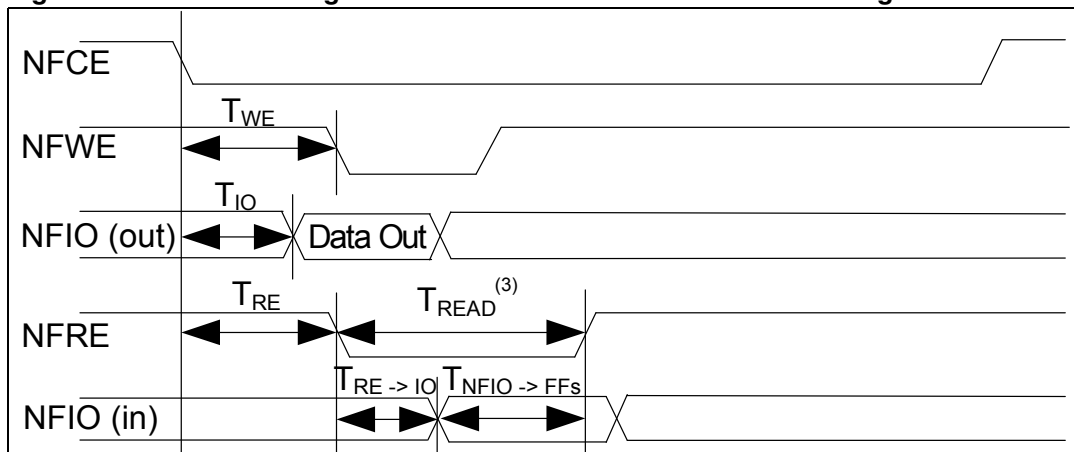 NFCE
T_WE
NFWE
T_IO
NFIO (out) Data Out
T_RE T_READ(3)
NFRE
T_RE -> IO T_NFIO -> FFs
NFIO (in)